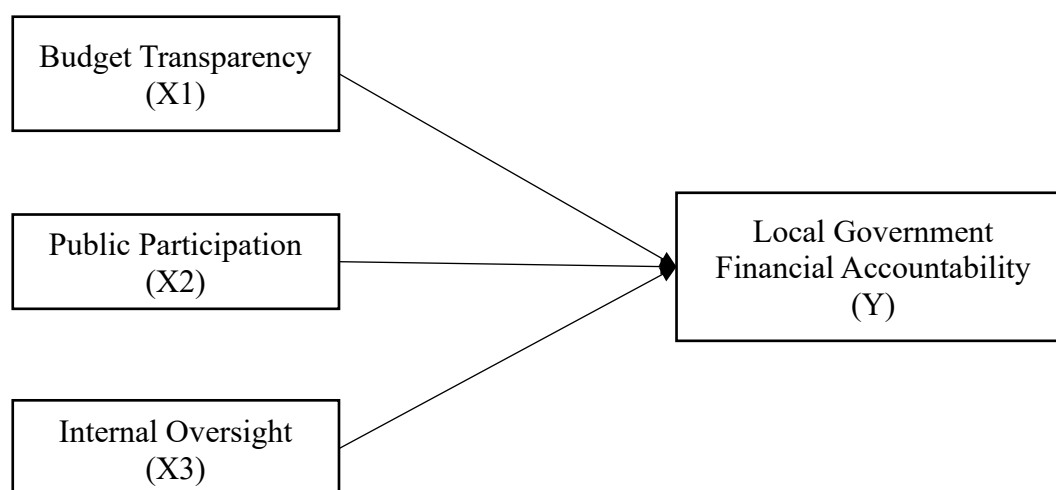 Budget Transparency
(X1)
Public Participation
(X2)
Internal Oversight
(X3)
Local Government
Financial Accountability
(Y)